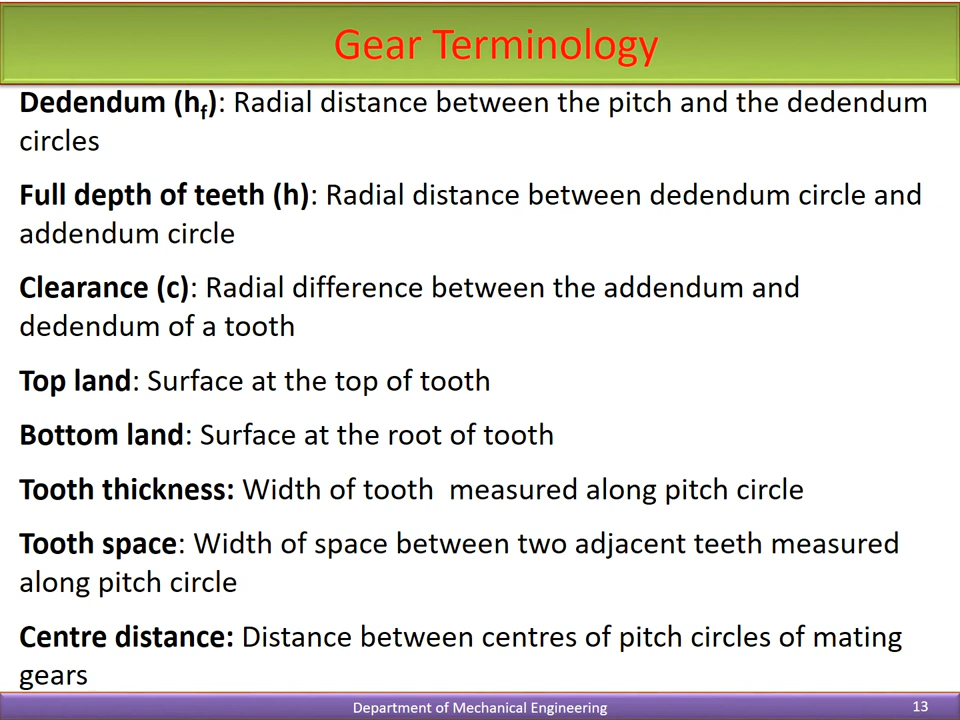 Gear Terminology
Dedendum (hf): Radial distance between the pitch and the dedendum
circles
Full depth of teeth (h): Radial distance between dedendum circle and
addendum circle
Clearance (c): Radial difference between the addendum and
dedendum of a tooth
Top land: Surface at the top of tooth
Bottom land: Surface at the root of tooth
Tooth thickness: Width of tooth  measured along pitch circle
Tooth space: Width of space between two adjacent teeth measured
along pitch circle
Centre distance: Distance between centres of pitch circles of mating
gears
Department of Mechanical Engineering
13